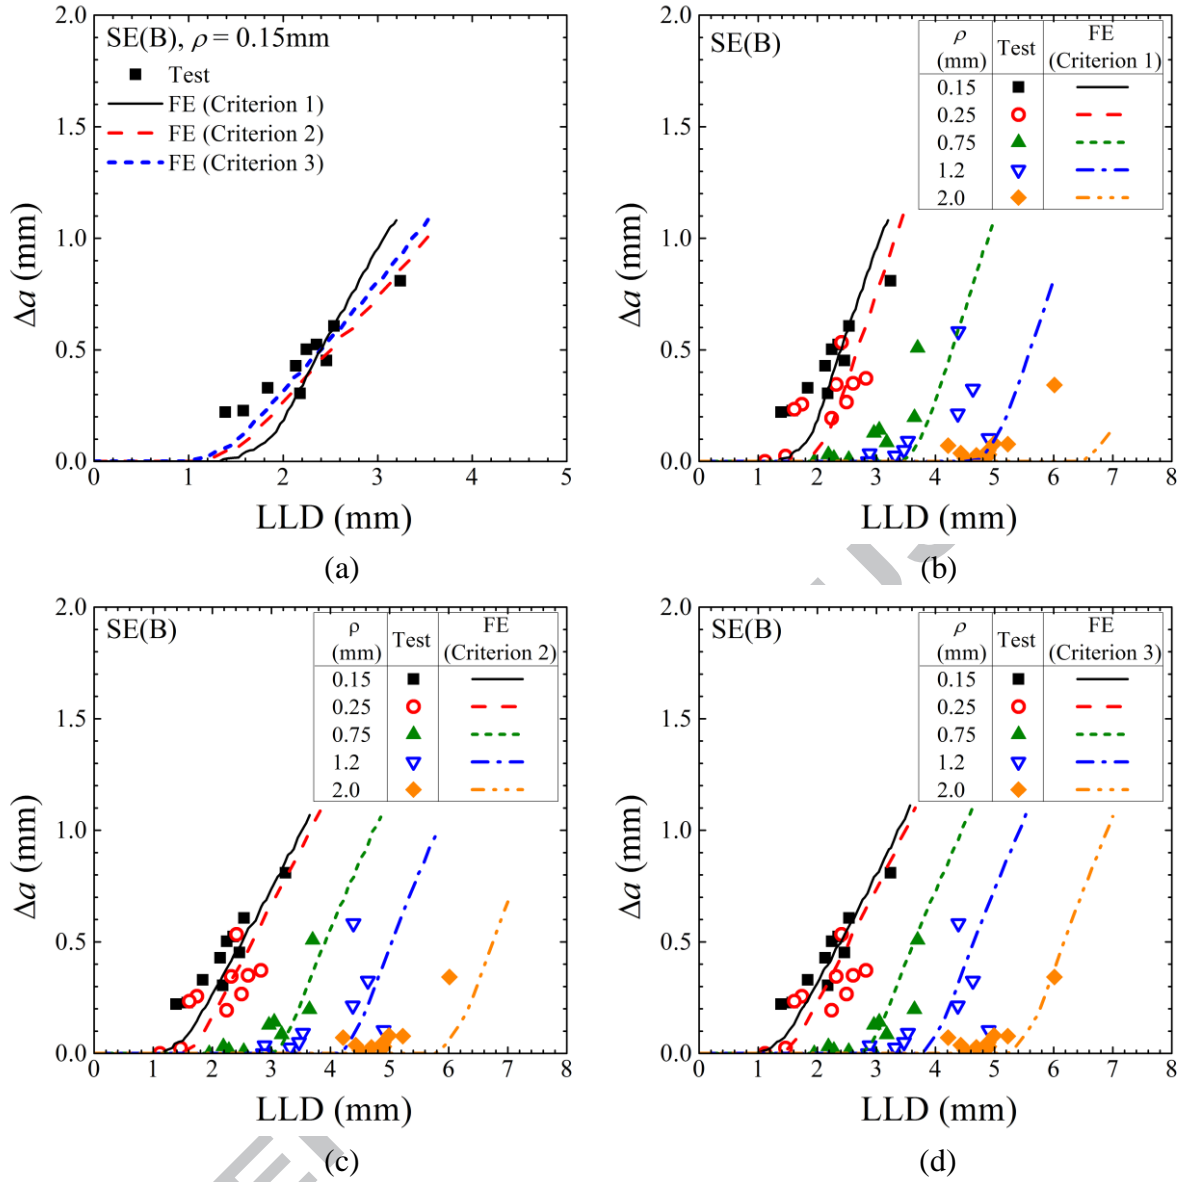 SE(B), ρ = 0.15mm
Test
FE (Criterion 1)
FE (Criterion 2)
FE (Criterion 3)
2.0
1.5
1.0
0.5
0.0
Δa (mm)
0 1 2 3 4 5
LLD (mm)
(a)
SE(B)
ρ (mm) Test FE (Criterion 1)
0.15
0.25
0.75
1.2
2.0
2.0
1.5
1.0
0.5
0.0
Δa (mm)
0 1 2 3 4 5 6 7 8
LLD (mm)
(b)
SE(B)
ρ (mm) Test FE (Criterion 2)
0.15
0.25
0.75
1.2
2.0
2.0
1.5
1.0
0.5
0.0
Δa (mm)
0 1 2 3 4 5 6 7 8
LLD (mm)
(c)
SE(B)
ρ (mm) Test FE (Criterion 3)
0.15
0.25
0.75
1.2
2.0
2.0
1.5
1.0
0.5
0.0
Δa (mm)
0 1 2 3 4 5 6 7 8
LLD (mm)
(d)